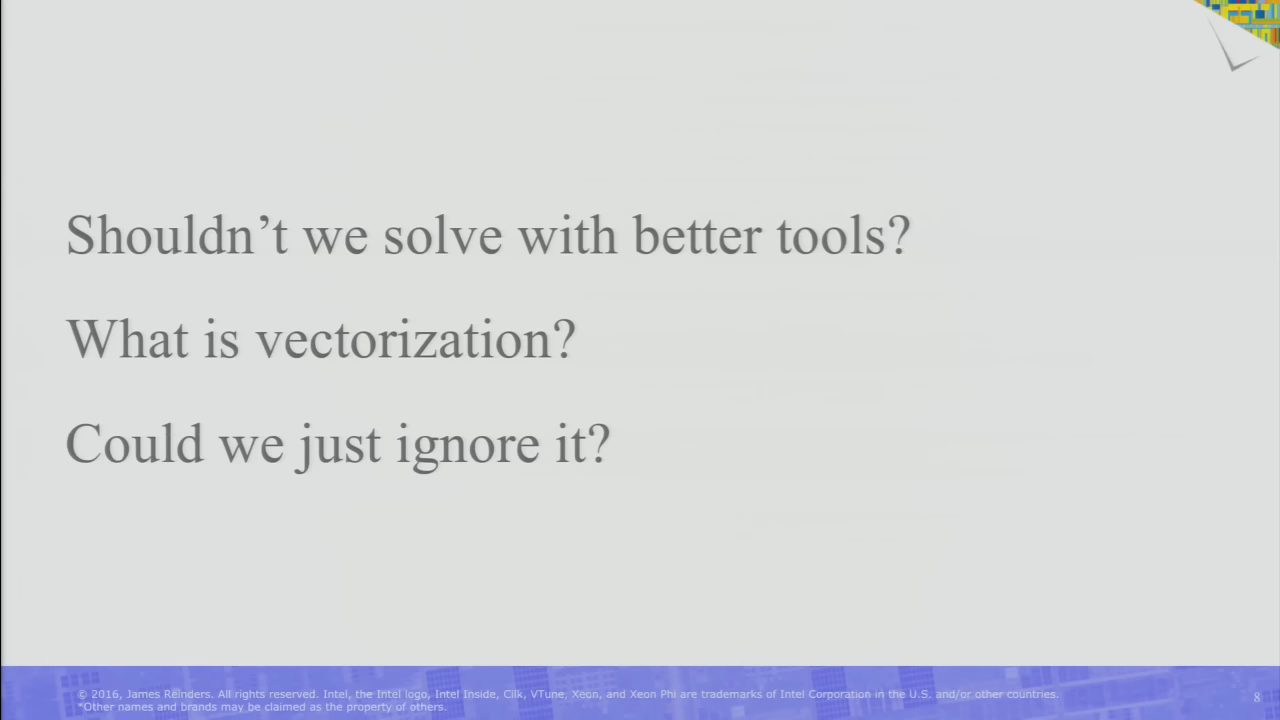 Shouldn’t we solve with better tools?
What is vectorization?
Could we just ignore it?
© 2016, James Reinders. All rights reserved. Intel, the Intel logo, Intel Inside, Cilk, VTune, Xeon, and Xeon Phi are trademarks of Intel Corporation in the U.S. and/or other countries.
*Other names and brands may be claimed as the property of others.
8